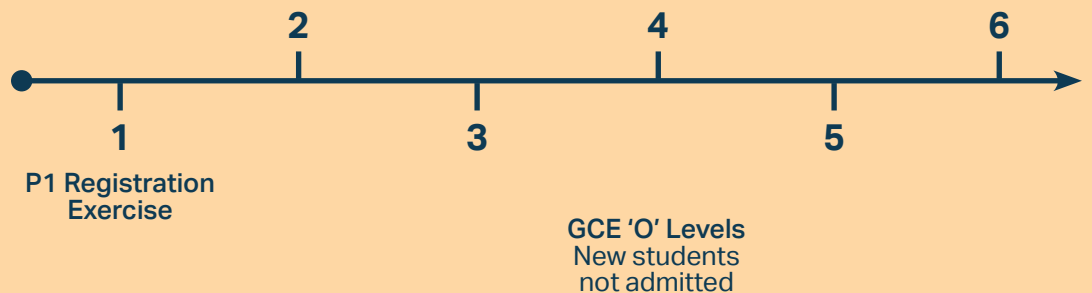 2
4
6
1
3
5
P1 Registration
Exercise
GCE ‘O’ Levels
New students
not admitted